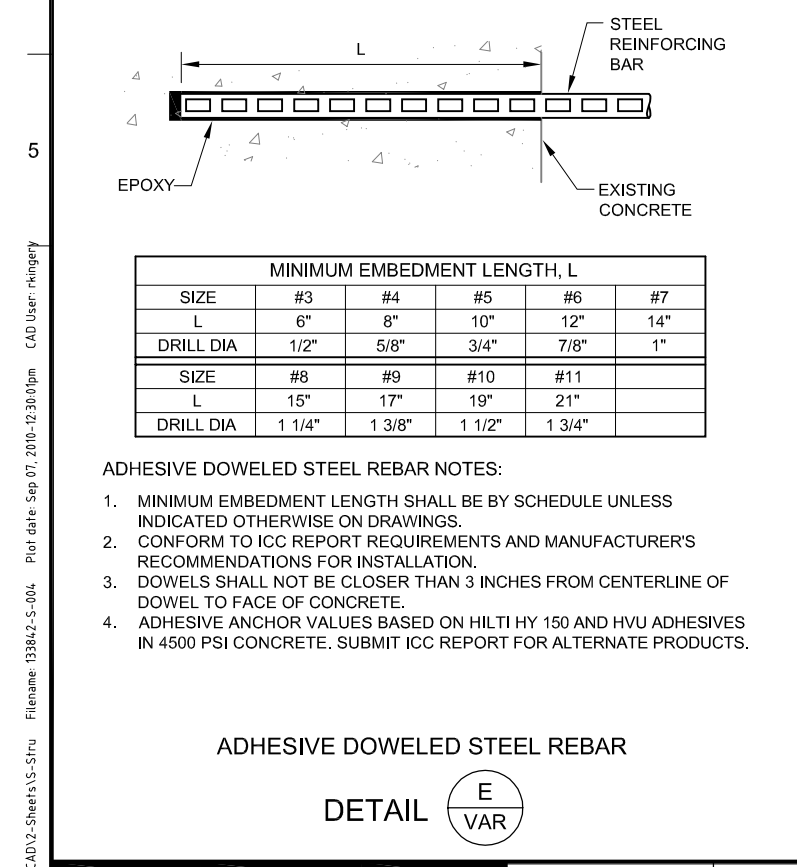 STEEL
REINFORCING
BAR
L
5
EPOXY
EXISTING
CONCRETE
MINIMUM EMBEDMENT LENGTH, L
SIZE #3 #4 #5 #6 #7
L 6" 8" 10" 12" 14"
DRILL DIA 1/2" 5/8" 3/4" 7/8" 1"
SIZE #8 #9 #10 #11
L 15" 17" 19" 21"
DRILL DIA 1 1/4" 1 3/8" 1 1/2" 1 3/4"
ADHESIVE DOWELED STEEL REBAR NOTES:
1. MINIMUM EMBEDMENT LENGTH SHALL BE BY SCHEDULE UNLESS
INDICATED OTHERWISE ON DRAWINGS.
2. CONFORM TO ICC REPORT REQUIREMENTS AND MANUFACTURER'S
RECOMMENDATIONS FOR INSTALLATION.
3. DOWELS SHALL NOT BE CLOSER THAN 3 INCHES FROM CENTERLINE OF
DOWEL TO FACE OF CONCRETE.
4. ADHESIVE ANCHOR VALUES BASED ON HILTI HY 150 AND HVU ADHESIVES
IN 4500 PSI CONCRETE. SUBMIT ICC REPORT FOR ALTERNATE PRODUCTS.
ADHESIVE DOWELED STEEL REBAR
DETAIL E
VAR
CAD\2-Sheets\S-Stru Filename: 133842-S-004 Plot date: Sep 07, 2010-12:30:01pm CAD User: rkingery